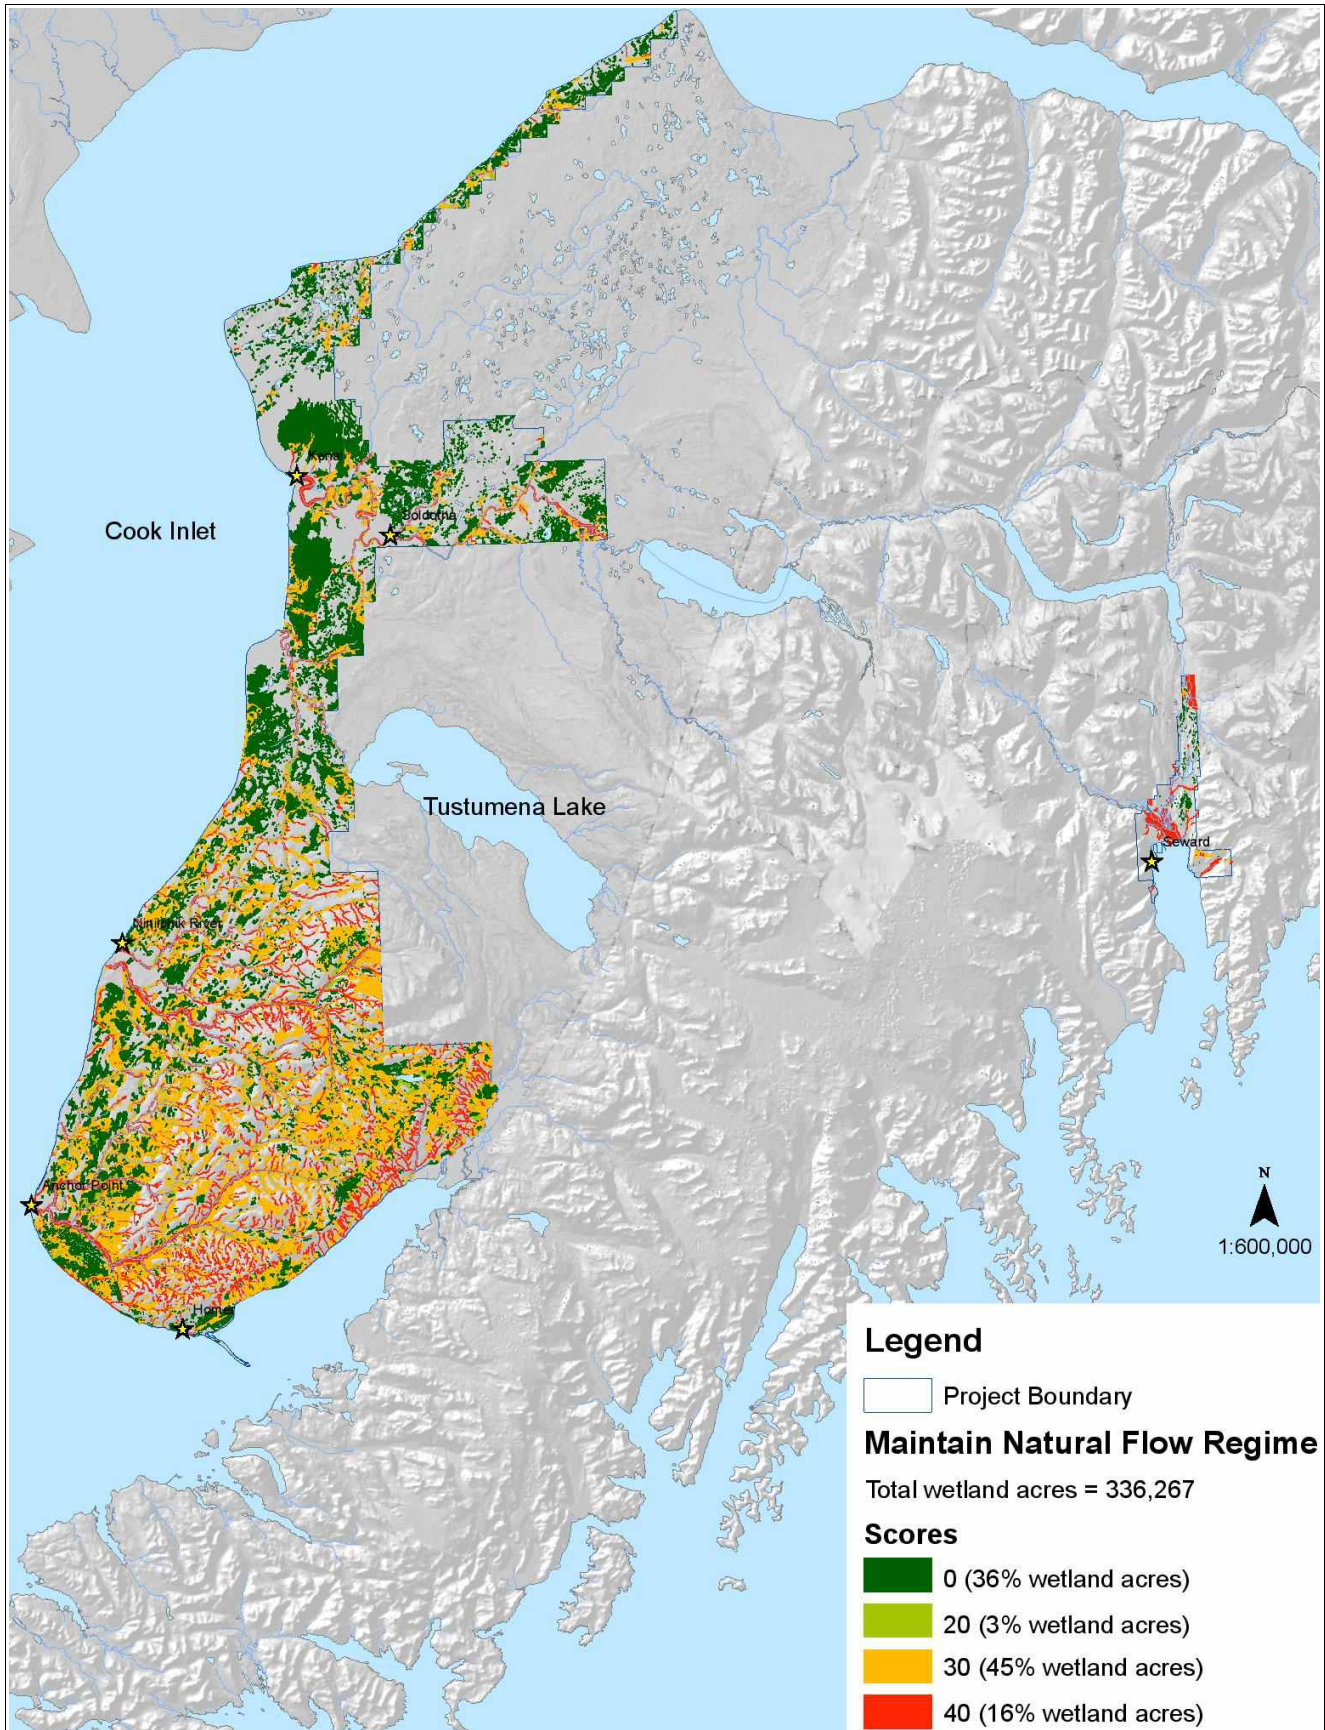 Kenai
Soldotna
Cook Inlet
Tustumena Lake
Seward
Ninilchik River
Anchor Point
N
1:600,000
Homer
Legend
Project Boundary
Maintain Natural Flow Regime
Total wetland acres = 336,267
Scores
0 (36% wetland acres)
20 (3% wetland acres)
30 (45% wetland acres)
40 (16% wetland acres)